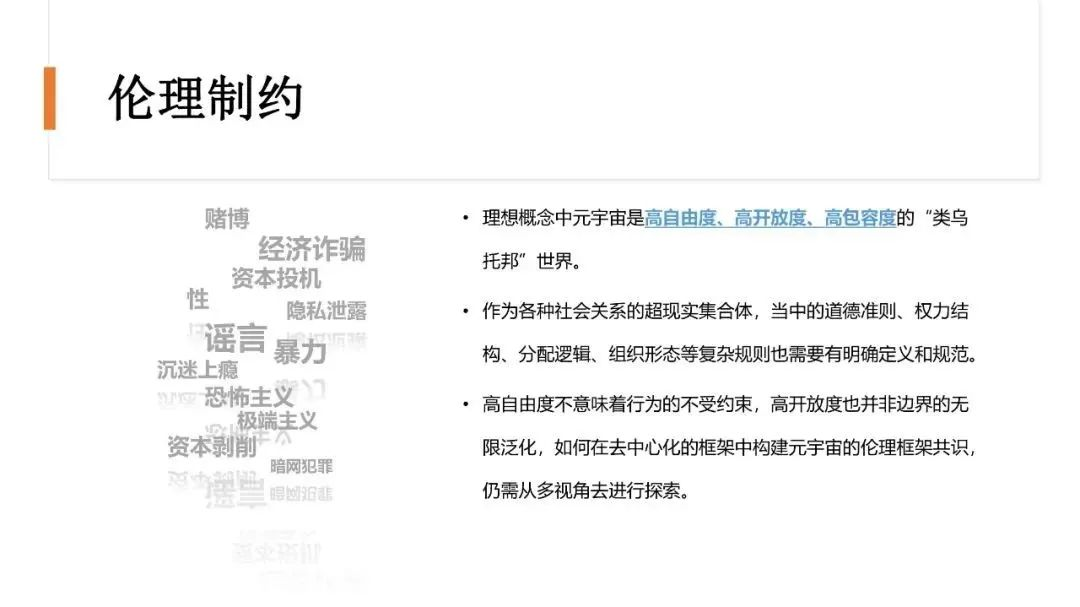 伦理制约
赌博
经济诈骗
资本投机
性
隐私泄露
谣言
暴力
沉迷上瘾
恐怖主义
极端主义
资本剥削
暗网犯罪
• 理想概念中元宇宙是高自由度、高开放度、高包容度的“类乌
托邦”世界。
• 作为各种社会关系的超现实集合体，当中的道德准则、权力结
构、分配逻辑、组织形态等复杂规则也需要有明确定义和规范。
• 高自由度不意味着行为的不受约束，高开放度也并非边界的无
限泛化，如何在去中心化的框架中构建元宇宙的伦理框架共识，
仍需从多视角去进行探索。